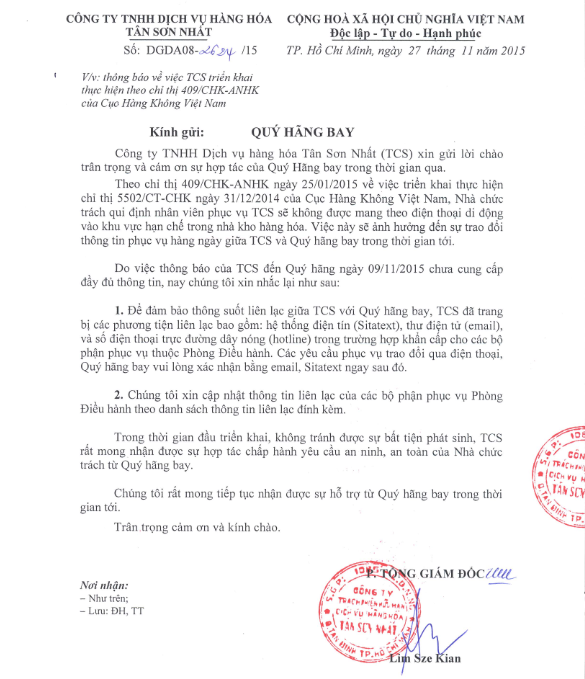 CÔNG TY TNHH DỊCH VỤ HÀNG HÓA
TÂN SƠN NHẤT
Số: DGDA08-2624 /15
CỘNG HOÀ XÃ HỘI CHỦ NGHĨA VIỆT NAM
Độc lập - Tự do - Hạnh phúc
TP. Hồ Chí Minh, ngày 27 tháng 11 năm 2015
V/v: thông báo về việc TCS triển khai
thực hiện theo chỉ thị 409/CHK-ANHK
của Cục Hàng Không Việt Nam
Kính gửi: QUÝ HÃNG BAY
Công ty TNHH Dịch vụ hàng hóa Tân Sơn Nhất (TCS) xin gửi lời chào
trân trọng và cám ơn sự hợp tác của Quý Hãng bay trong thời gian qua.
Theo chỉ thị 409/CHK-ANHK ngày 25/01/2015 về việc triển khai thực hiện
chỉ thị 5502/CT-CHK ngày 31/12/2014 của Cục Hàng Không Việt Nam, Nhà chức
trách qui định nhân viên phục vụ TCS sẽ không được mang theo điện thoại di động
vào khu vực hạn chế trong nhà kho hàng hóa. Việc này sẽ ảnh hưởng đến sự trao đổi
thông tin phục vụ hàng ngày giữa TCS và Quý hãng bay trong thời gian tới.
Do việc thông báo của TCS đến Quý hãng ngày 09/11/2015 chưa cung cấp
đầy đủ thông tin, nay chúng tôi xin nhắc lại như sau:
1. Để đảm bảo thông suốt liên lạc giữa TCS với Quý hãng bay, TCS đã trang
bị các phương tiện liên lạc bao gồm: hệ thống điện tín (Sitatext), thư điện tử (email),
và số điện thoại trực đường dây nóng (hotline) trong trường hợp khẩn cấp cho các bộ
phận phục vụ thuộc Phòng Điều hành. Các yêu cầu phục vụ trao đổi qua điện thoại,
Quý hãng bay vui lòng xác nhận bằng email, Sitatext ngay sau đó.
2. Chúng tôi xin cập nhật thông tin liên lạc của các bộ phận phục vụ Phòng
Điều hành theo danh sách thông tin liên lạc đính kèm.
Trong thời gian đầu triển khai, không tránh được sự bất tiện phát sinh, TCS
rất mong nhận được sự hợp tác chấp hành yêu cầu an ninh, an toàn của Nhà chức
trách từ Quý hãng bay.
Chúng tôi rất mong tiếp tục nhận được sự hỗ trợ từ Quý hãng bay trong thời
gian tới.
Trân trọng cám ơn và kính chào.
P. TỔNG GIÁM ĐỐC
Nơi nhận:
– Như trên;
– Lưu: ĐH, TT
CÔNG TY
DỊCH VỤ HÀNG HÓA
TÂN SƠN NHẤT
Lim Sze Kian